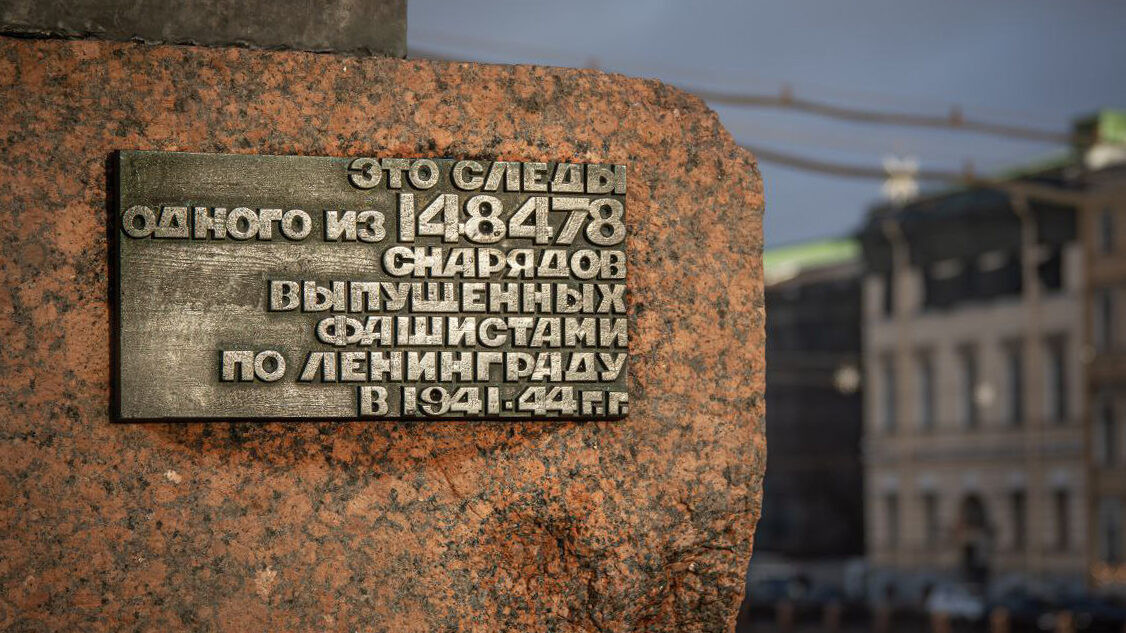 ЭТО СЛЕДЫ
ОДНОГО ИЗ 148478
СНАРЯДОВ
ВЫПУЩЕННЫХ
ФАШИСТАМИ
ПО ЛЕНИНГРАДУ
В 1941-44 Г.Г.